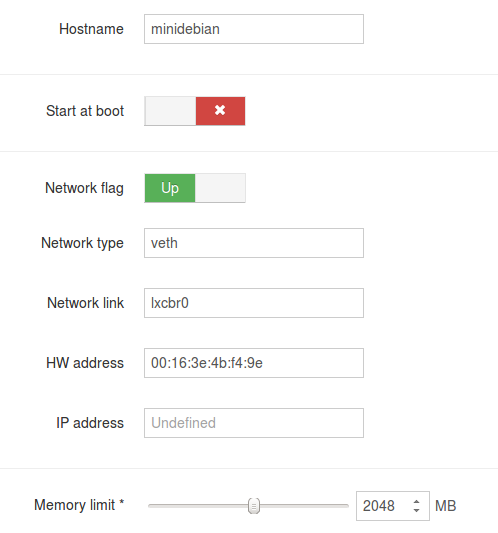 Hostname minidebian
Start at boot ✖
Network flag Up
Network type veth
Network link lxcbr0
HW address 00:16:3e:4b:f4:9e
IP address Undefined
Memory limit * 2048 MB